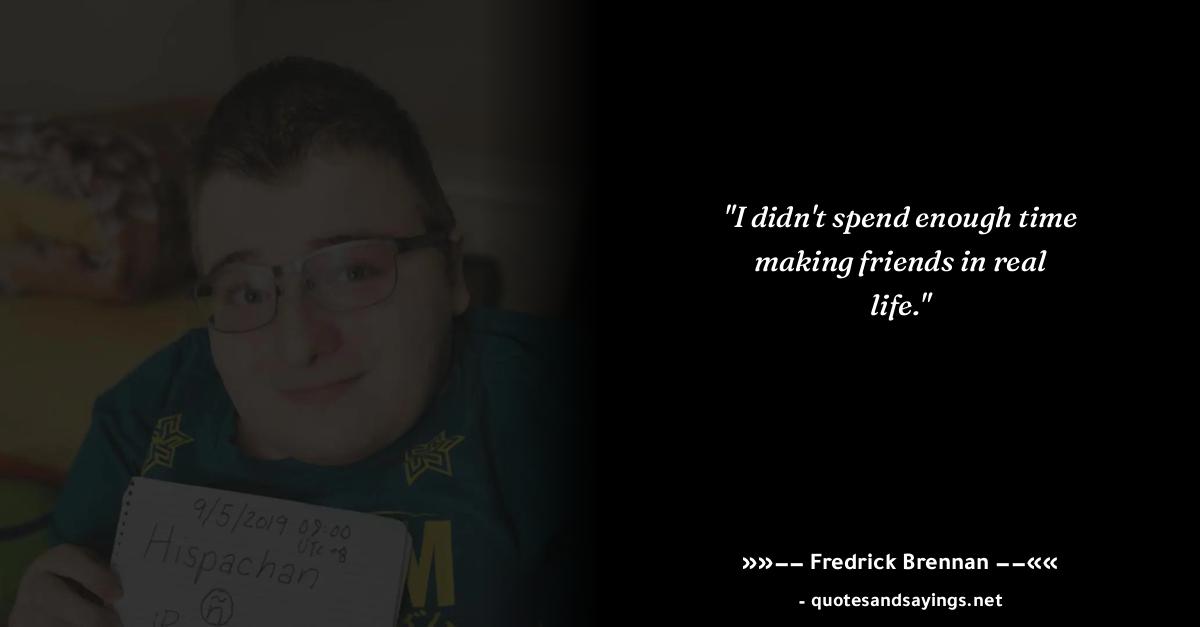 "I didn't spend enough time
making friends in real
life."
»»–– Fredrick Brennan ––««
- quotesandsayings.net
9/5/2019 09:00
UTC +8
Hispachan
ñ
M